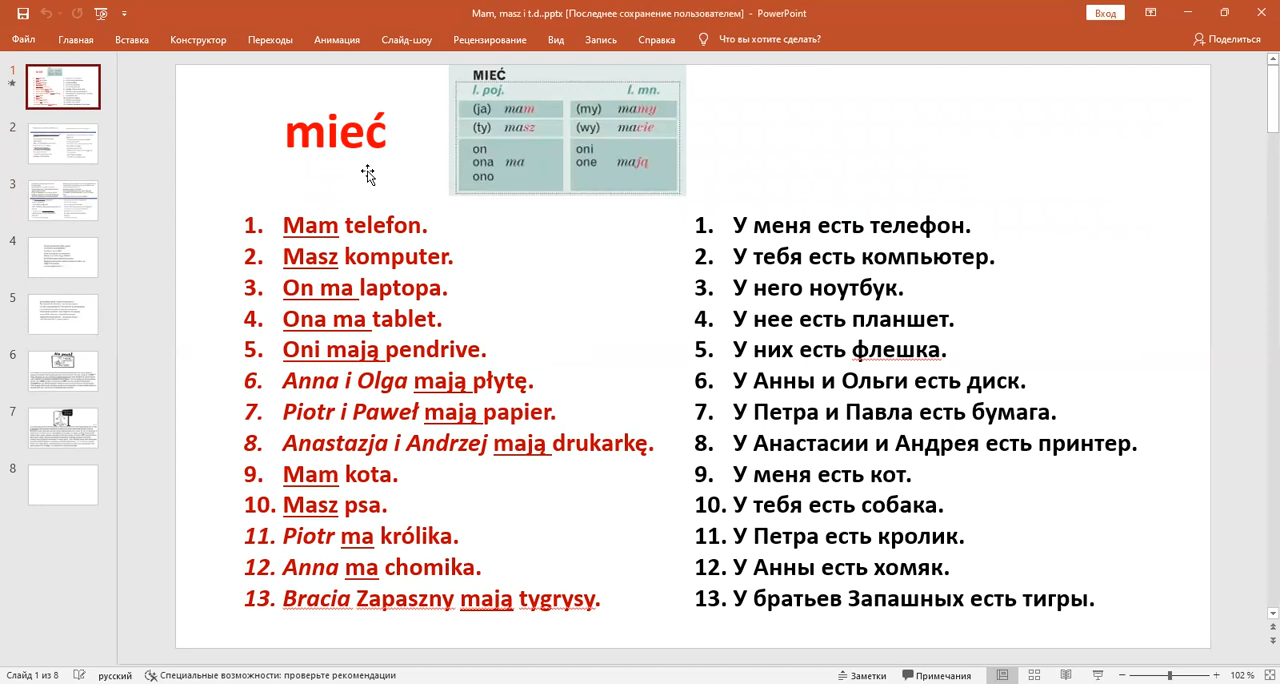 Mam, masz i t.d..pptx [Последнее сохранение пользователем] - PowerPoint
Вход
Файл Главная Вставка Конструктор Переходы Анимация Слайд-шоу Рецензирование Вид Запись Справка Что вы хотите сделать? Поделиться
1
2
3
4
5
6
7
8
mieć
MIEĆ
l. poj. l. mn.
(ja) mam (my) mamy
(ty) masz (wy) macie
on oni
ona ma one mają
ono
1. Mam telefon.
2. Masz komputer.
3. On ma laptopa.
4. Ona ma tablet.
5. Oni mają pendrive.
6. Anna i Olga mają płytę.
7. Piotr i Paweł mają papier.
8. Anastazja i Andrzej mają drukarkę.
9. Mam kota.
10. Masz psa.
11. Piotr ma królika.
12. Anna ma chomika.
13. Bracia Zapaszny mają tygrysy.
1. У меня есть телефон.
2. У тебя есть компьютер.
3. У него ноутбук.
4. У нее есть планшет.
5. У них есть флешка.
6. У Анны и Ольги есть диск.
7. У Петра и Павла есть бумага.
8. У Анастасии и Андрея есть принтер.
9. У меня есть кот.
10. У тебя есть собака.
11. У Петра есть кролик.
12. У Анны есть хомяк.
13. У братьев Запашных есть тигры.
Слайд 1 из 8 русский Специальные возможности: проверьте рекомендации Заметки Примечания 102 %